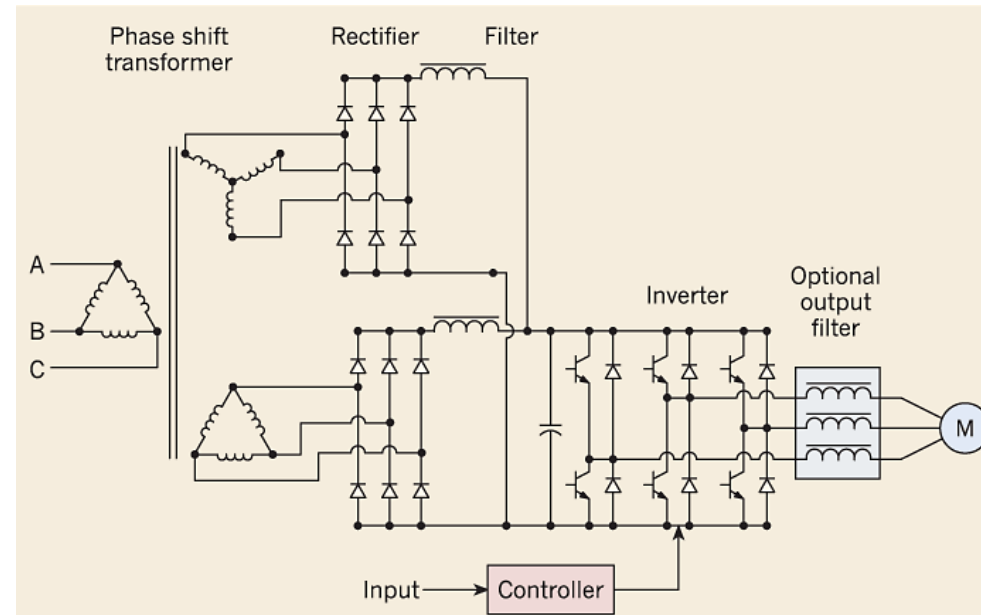 Phase shift
transformer
Rectifier
Filter
A
B
C
Inverter
Optional
output
filter
M
Input
Controller